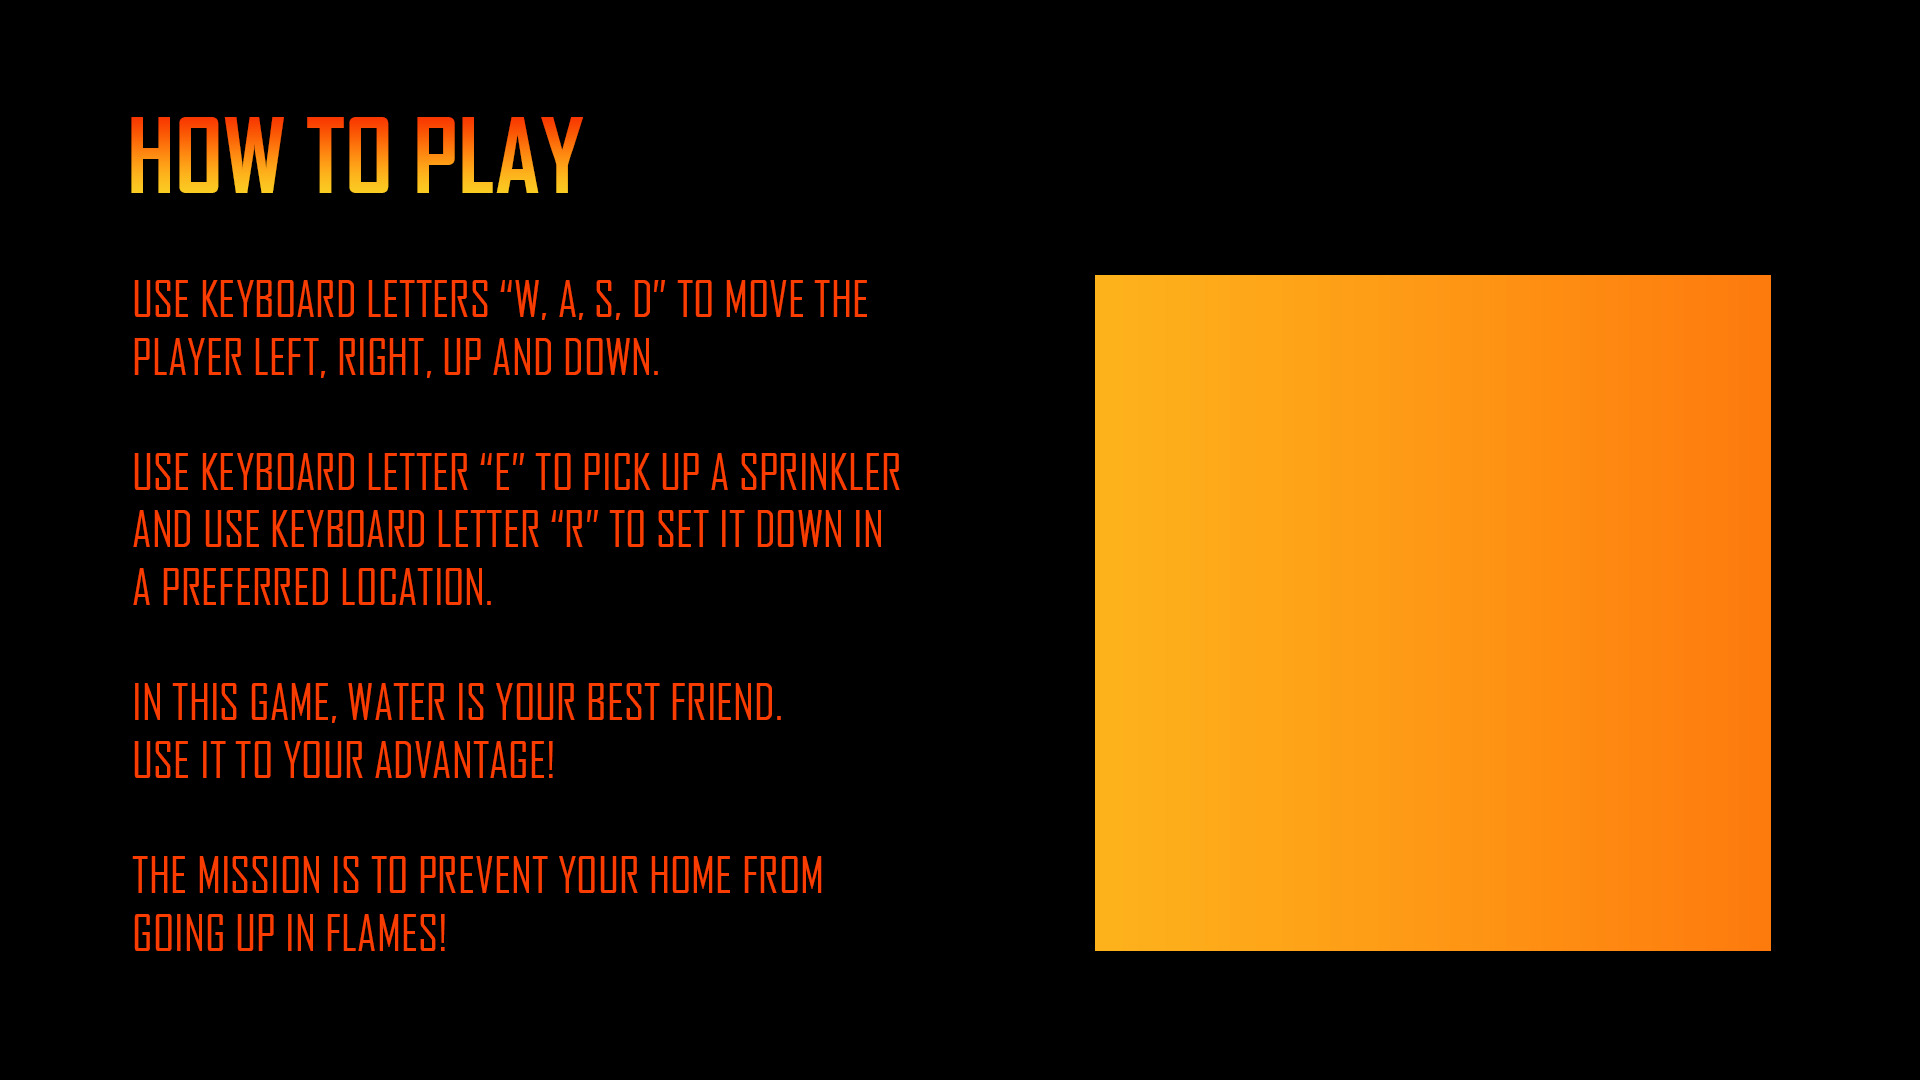 HOW TO PLAY
USE KEYBOARD LETTERS “W, A, S, D” TO MOVE THE
PLAYER LEFT, RIGHT, UP AND DOWN.
USE KEYBOARD LETTER “E” TO PICK UP A SPRINKLER
AND USE KEYBOARD LETTER “R” TO SET IT DOWN IN
A PREFERRED LOCATION.
IN THIS GAME, WATER IS YOUR BEST FRIEND.
USE IT TO YOUR ADVANTAGE!
THE MISSION IS TO PREVENT YOUR HOME FROM
GOING UP IN FLAMES!